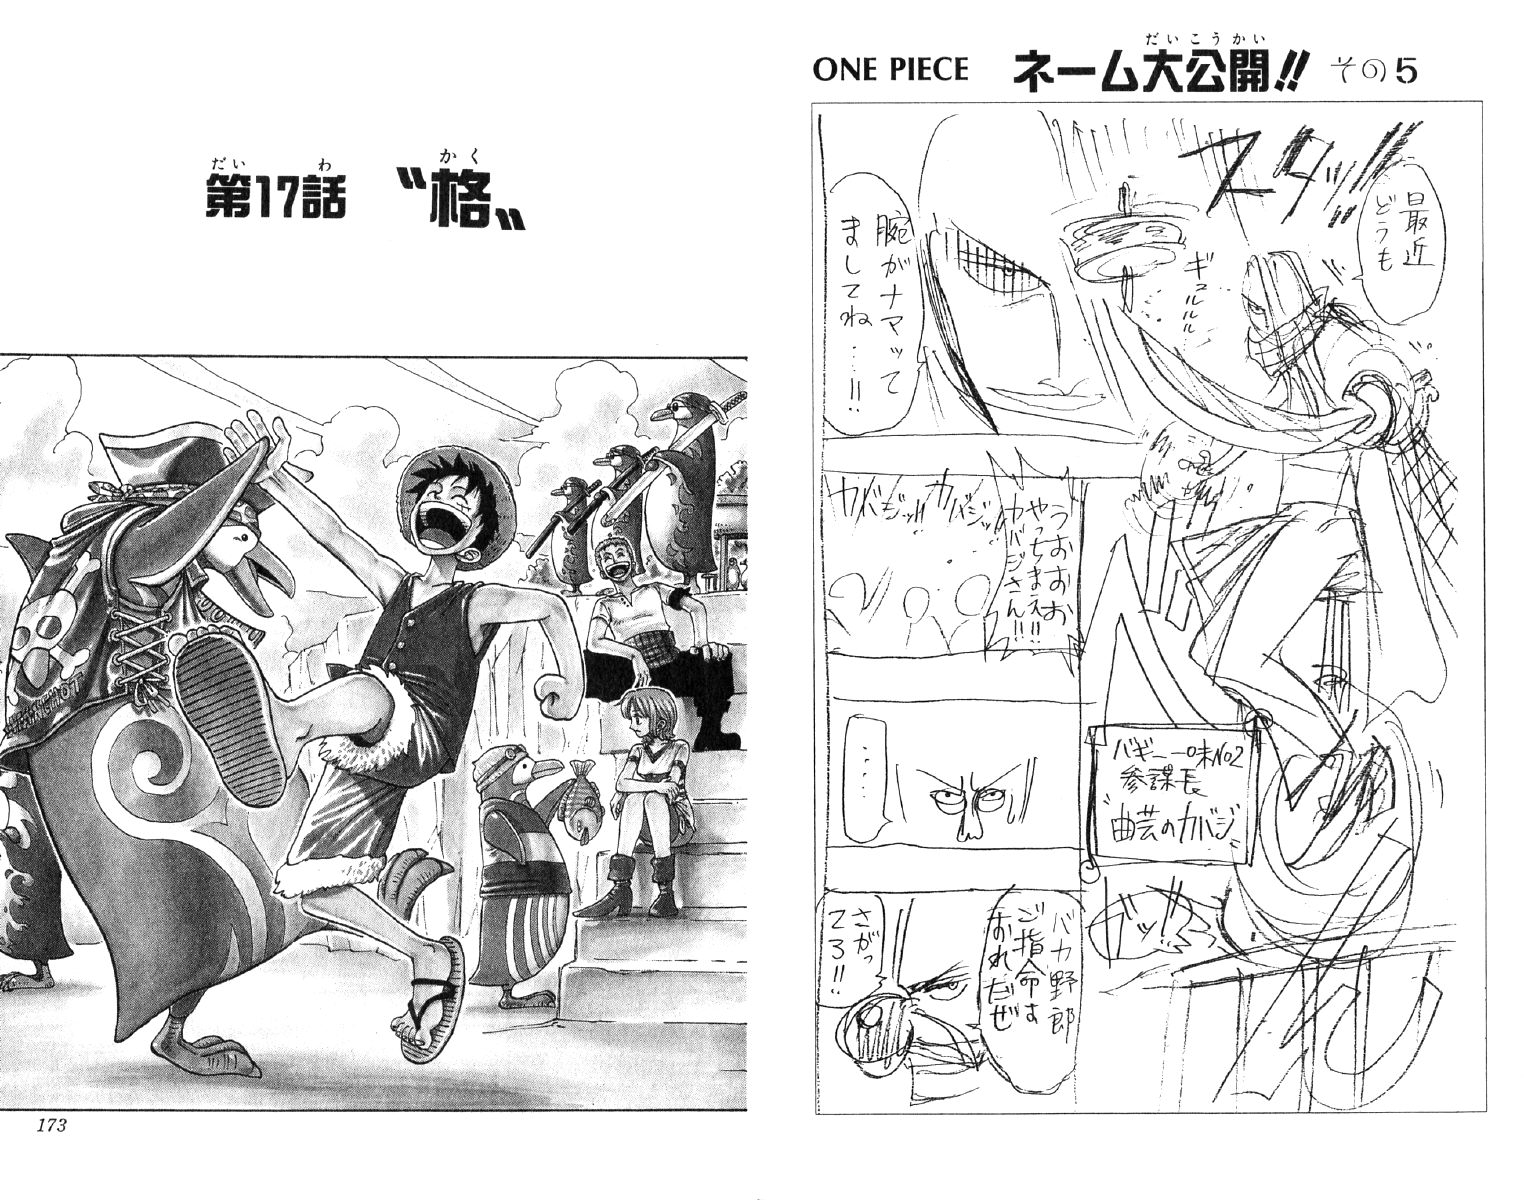 ONE PIECE ネーム大公開!! その5
だいこうかい
スタッ!!
最近
どうも
ギュルルル
腕がナマッて
ましてね……!!
うおおお
やっちまえ!!
カバジさん!!
カバジッ!!
カバジッ
……
バギー一味No.2
参謀長
"曲芸のカバジ"
バカ野郎
ご指命は
おれだぜ
さがっ
てろ!!
だい わ かく
第17話 〝格〟
173